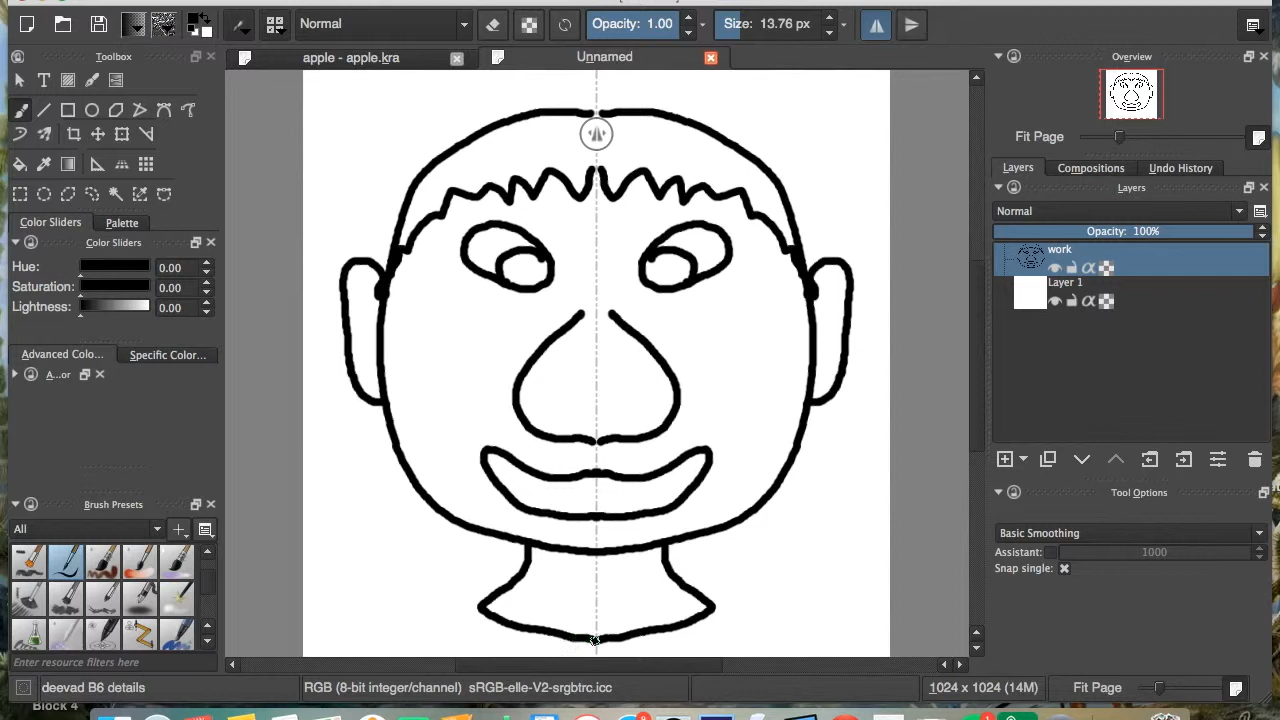 Normal
Opacity: 1.00
Size: 13.76 px
Toolbox
apple - apple.kra
Unnamed
Overview
Fit Page
Layers
Compositions
Undo History
Layers
Normal
Opacity: 100%
work
Layer 1
Color Sliders
Palette
Color Sliders
Hue:
0.00
Saturation:
0.00
Lightness:
0.00
Advanced Colo...
Specific Color...
A...or
Brush Presets
All
Enter resource filters here
Tool Options
Basic Smoothing
Assistant:
1000
Snap single:
deevad B6 details
RGB (8-bit integer/channel) sRGB-elle-V2-srgbtrc.icc
1024 x 1024 (14M)
Fit Page
Block 4